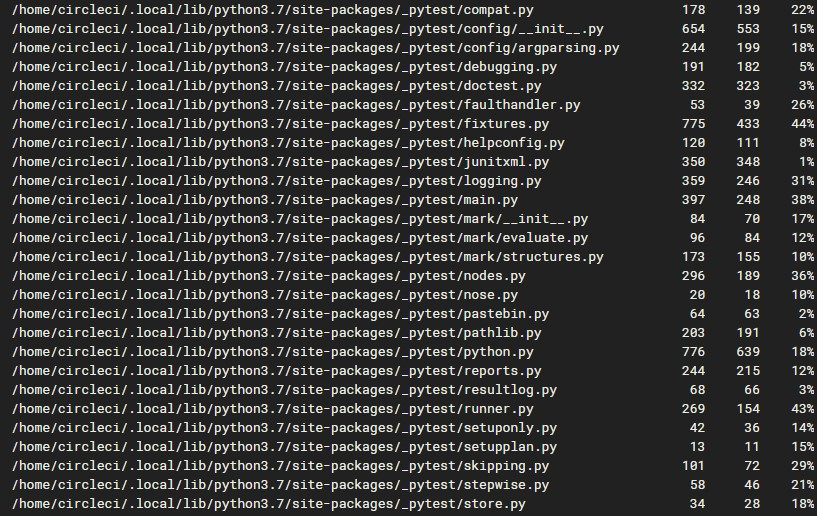 /home/circleci/.local/lib/python3.7/site-packages/_pytest/compat.py 178 139 22%
/home/circleci/.local/lib/python3.7/site-packages/_pytest/config/__init__.py 654 553 15%
/home/circleci/.local/lib/python3.7/site-packages/_pytest/config/argparsing.py 244 199 18%
/home/circleci/.local/lib/python3.7/site-packages/_pytest/debugging.py 191 182 5%
/home/circleci/.local/lib/python3.7/site-packages/_pytest/doctest.py 332 323 3%
/home/circleci/.local/lib/python3.7/site-packages/_pytest/faulthandler.py 53 39 26%
/home/circleci/.local/lib/python3.7/site-packages/_pytest/fixtures.py 775 433 44%
/home/circleci/.local/lib/python3.7/site-packages/_pytest/helpconfig.py 120 111 8%
/home/circleci/.local/lib/python3.7/site-packages/_pytest/junitxml.py 350 348 1%
/home/circleci/.local/lib/python3.7/site-packages/_pytest/logging.py 359 246 31%
/home/circleci/.local/lib/python3.7/site-packages/_pytest/main.py 397 248 38%
/home/circleci/.local/lib/python3.7/site-packages/_pytest/mark/__init__.py 84 70 17%
/home/circleci/.local/lib/python3.7/site-packages/_pytest/mark/evaluate.py 96 84 12%
/home/circleci/.local/lib/python3.7/site-packages/_pytest/mark/structures.py 173 155 10%
/home/circleci/.local/lib/python3.7/site-packages/_pytest/nodes.py 296 189 36%
/home/circleci/.local/lib/python3.7/site-packages/_pytest/nose.py 20 18 10%
/home/circleci/.local/lib/python3.7/site-packages/_pytest/pastebin.py 64 63 2%
/home/circleci/.local/lib/python3.7/site-packages/_pytest/pathlib.py 203 191 6%
/home/circleci/.local/lib/python3.7/site-packages/_pytest/python.py 776 639 18%
/home/circleci/.local/lib/python3.7/site-packages/_pytest/reports.py 244 215 12%
/home/circleci/.local/lib/python3.7/site-packages/_pytest/resultlog.py 68 66 3%
/home/circleci/.local/lib/python3.7/site-packages/_pytest/runner.py 269 154 43%
/home/circleci/.local/lib/python3.7/site-packages/_pytest/setuponly.py 42 36 14%
/home/circleci/.local/lib/python3.7/site-packages/_pytest/setupplan.py 13 11 15%
/home/circleci/.local/lib/python3.7/site-packages/_pytest/skipping.py 101 72 29%
/home/circleci/.local/lib/python3.7/site-packages/_pytest/stepwise.py 58 46 21%
/home/circleci/.local/lib/python3.7/site-packages/_pytest/store.py 34 28 18%